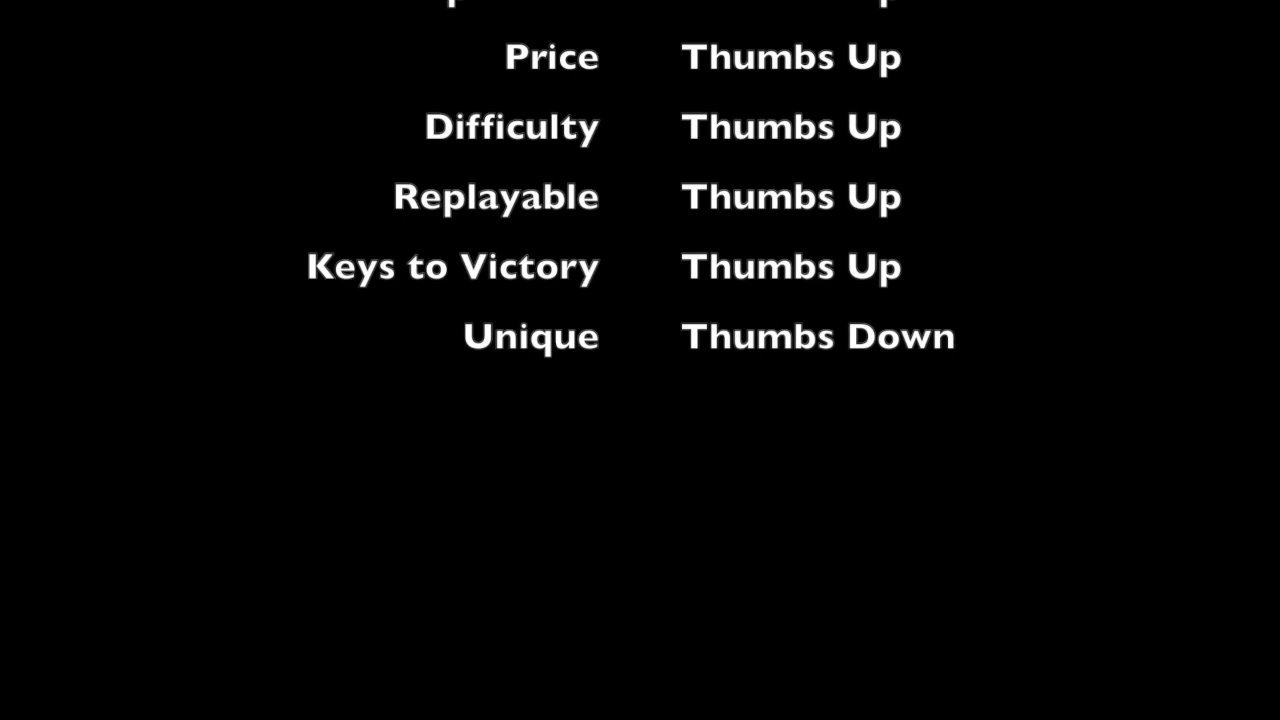 Price Thumbs Up
Difficulty Thumbs Up
Replayable Thumbs Up
Keys to Victory Thumbs Up
Unique Thumbs Down